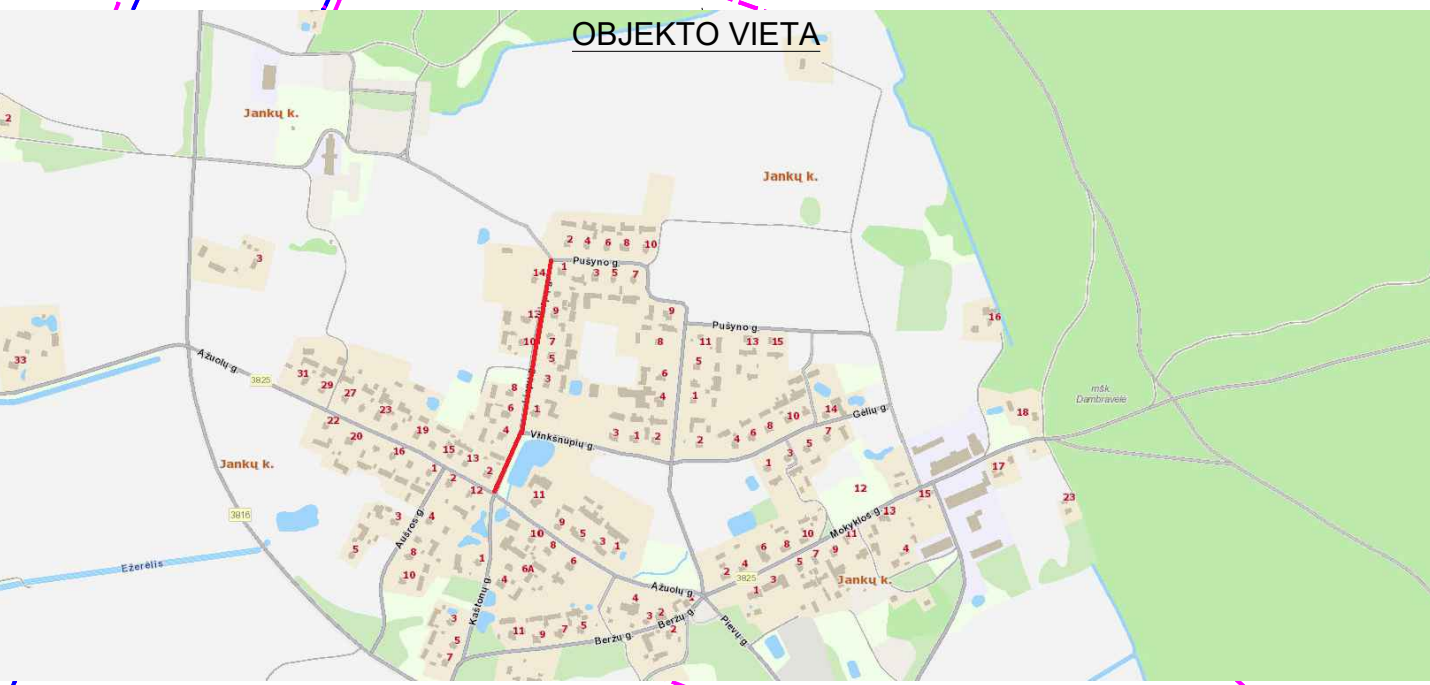 OBJEKTO VIETA
2
Jankų k.
Jankų k.
3
2 4 6 8 10
Pušyno g.
14 1 3 5 7
16
12 9 9
Pušyno g.
10 7 8 11 13 15
33
Ąžuolų g.
3825
5 6 5
31 29 27 23
8 3 4 1
mšk.
Dambravelė
22 20 19 16 15 13
6 1
10 14
Gėlių g.
18
4
Vinkšnupių g.
3 1 2 2 4 6 8 5 7
Jankų k.
1 2 2 12
11
1 3
12
17
15
23
3816
3 4
Aušros g.
5 8 10
9 5 3 1
10 8 6
13
Mokyklos g.
11
10 8 6 4 2
9 7 5 3 1
4
3825
Jankų k.
Ežerėlis
1
Kaštonų g.
6A
4
Ąžuolų g.
1
4 3 2 2
Beržų g.
Beržų g.
Pievų g.
3 5 7
11 9 7 5